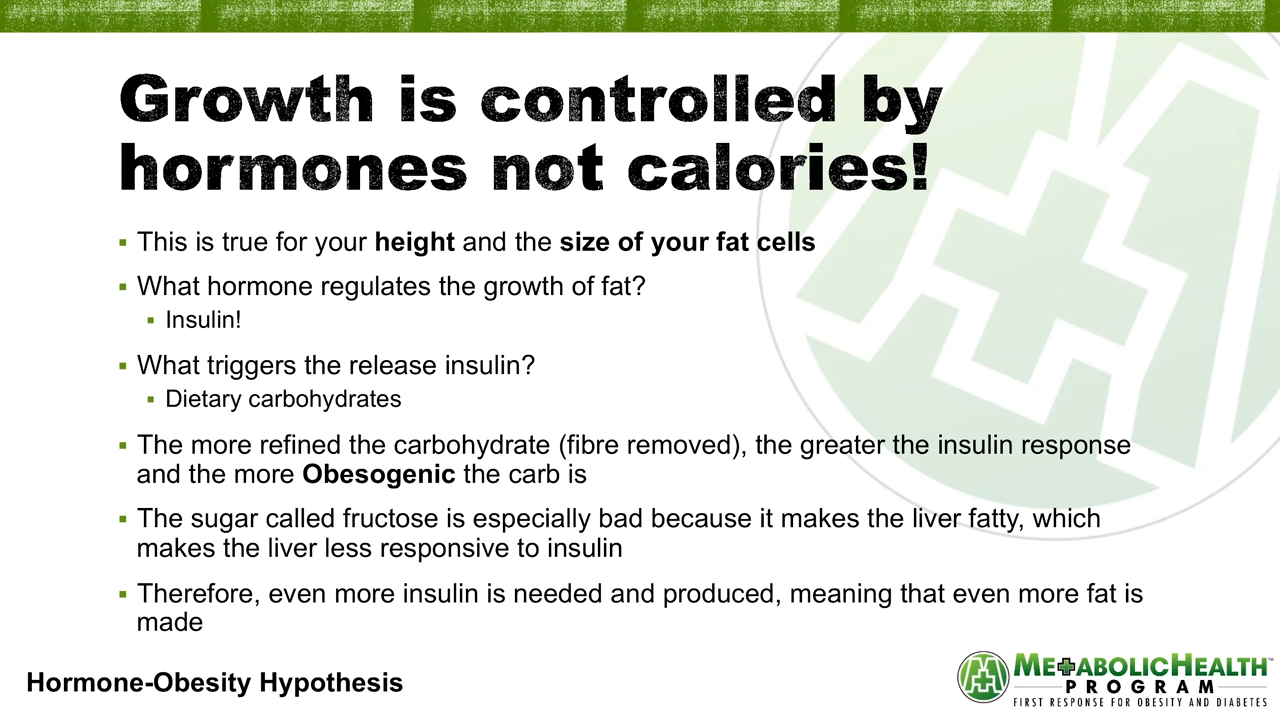 Growth is controlled by
hormones not calories!
▪ This is true for your height and the size of your fat cells
▪ What hormone regulates the growth of fat?
▪ Insulin!
▪ What triggers the release insulin?
▪ Dietary carbohydrates
▪ The more refined the carbohydrate (fibre removed), the greater the insulin response
and the more Obesogenic the carb is
▪ The sugar called fructose is especially bad because it makes the liver fatty, which
makes the liver less responsive to insulin
▪ Therefore, even more insulin is needed and produced, meaning that even more fat is
made
Hormone-Obesity Hypothesis
METABOLICHEALTH™
PROGRAM
FIRST RESPONSE FOR OBESITY AND DIABETES